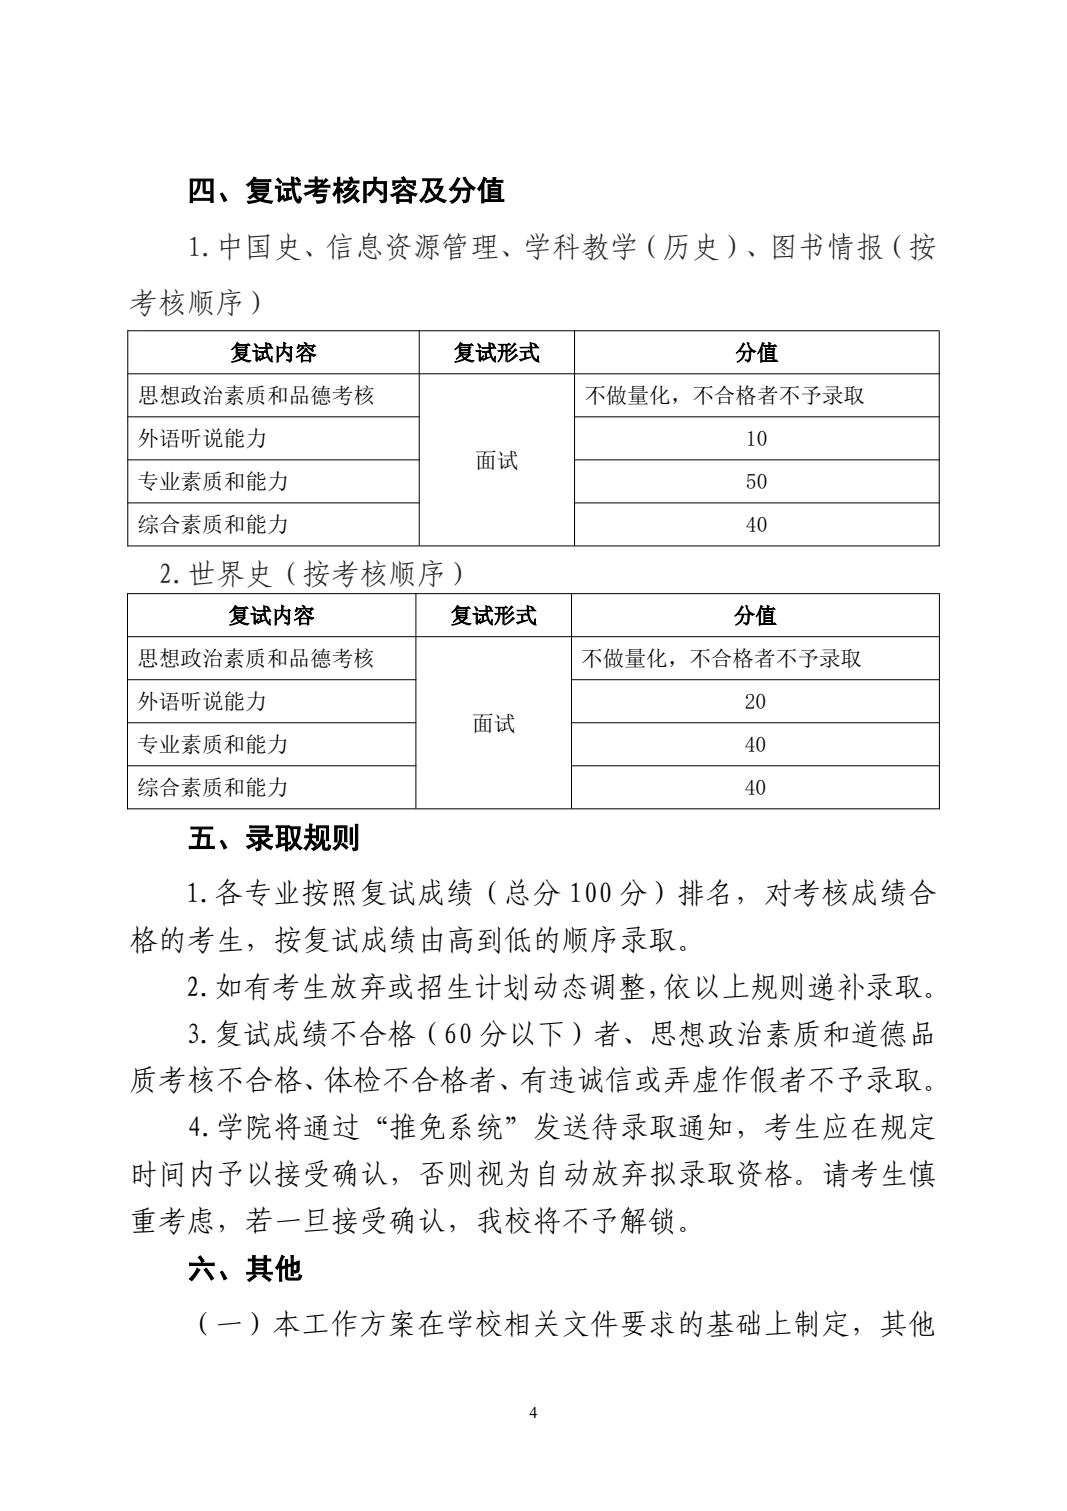 四、复试考核内容及分值
1.中国史、信息资源管理、学科教学（历史）、图书情报（按
考核顺序）
复试内容 复试形式 分值
思想政治素质和品德考核 不做量化，不合格者不予录取
外语听说能力 10
面试
专业素质和能力 50
综合素质和能力 40
2.世界史（按考核顺序）
复试内容 复试形式 分值
思想政治素质和品德考核 不做量化，不合格者不予录取
外语听说能力 20
面试
专业素质和能力 40
综合素质和能力 40
五、录取规则
1.各专业按照复试成绩（总分 100 分）排名，对考核成绩合
格的考生，按复试成绩由高到低的顺序录取。
2.如有考生放弃或招生计划动态调整，依以上规则递补录取。
3.复试成绩不合格（60 分以下）者、思想政治素质和道德品
质考核不合格、体检不合格者、有违诚信或弄虚作假者不予录取。
4.学院将通过“推免系统”发送待录取通知，考生应在规定
时间内予以接受确认，否则视为自动放弃拟录取资格。请考生慎
重考虑，若一旦接受确认，我校将不予解锁。
六、其他
（一）本工作方案在学校相关文件要求的基础上制定，其他
4